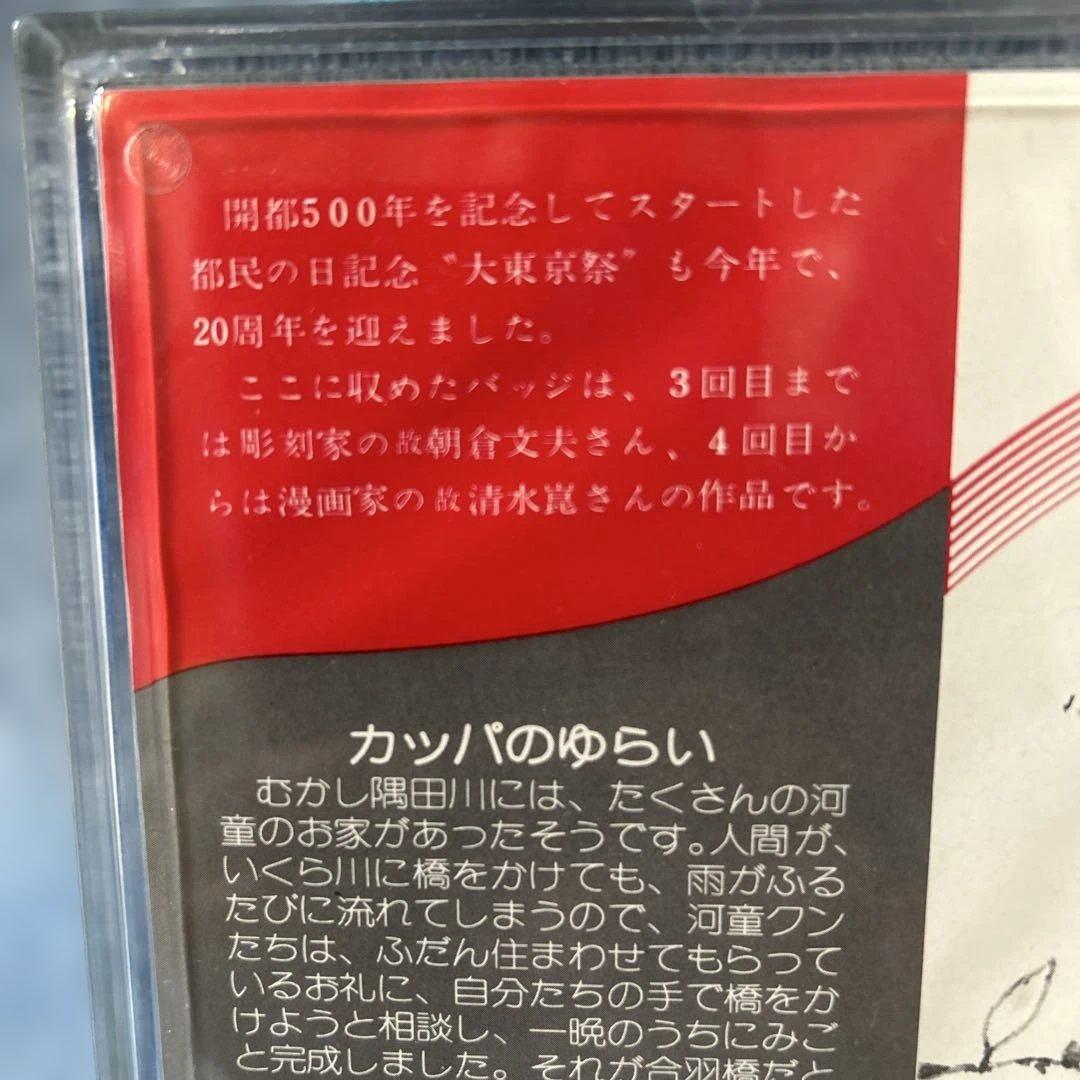 開都500年を記念してスタートした
都民の日記念〝大東京祭〟も今年で、
20周年を迎えました。
ここに収めたバッジは、3回目まで
は彫刻家の故朝倉文夫さん、4回目か
らは漫画家の故清水崑さんの作品です。
カッパのゆらい
むかし隅田川には、たくさんの河
童のお家があったそうです。人間が、
いくら川に橋をかけても、雨がふる
たびに流れてしまうので、河童クン
たちは、ふだん住まわせてもらって
いるお礼に、自分たちの手で橋をか
けようと相談し、一晩のうちにみご
と完成しました。それが合羽橋だと